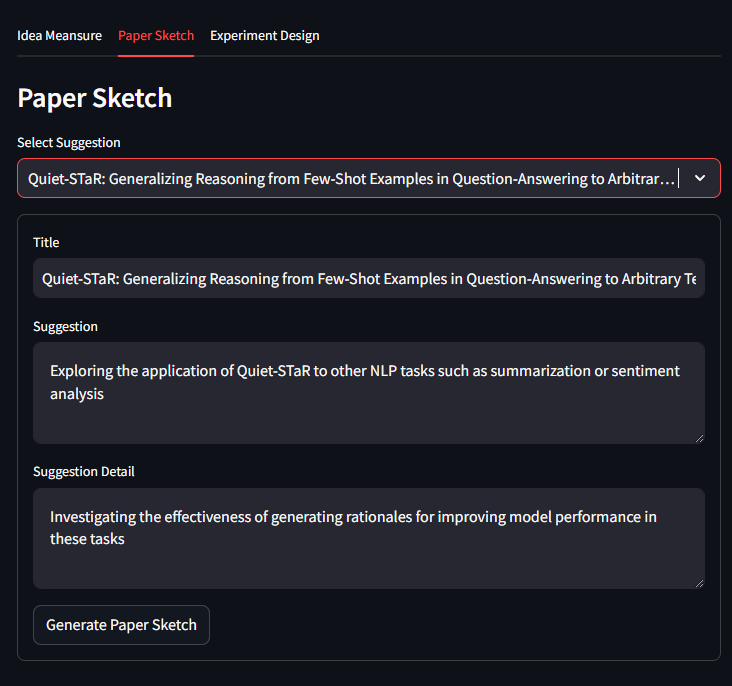 Idea Meansure Paper Sketch Experiment Design
Paper Sketch
Select Suggestion
Quiet-STaR: Generalizing Reasoning from Few-Shot Examples in Question-Answering to Arbitrar...
Title
Quiet-STaR: Generalizing Reasoning from Few-Shot Examples in Question-Answering to Arbitrary Te
Suggestion
Exploring the application of Quiet-STaR to other NLP tasks such as summarization or sentiment
analysis
Suggestion Detail
Investigating the effectiveness of generating rationales for improving model performance in
these tasks
Generate Paper Sketch